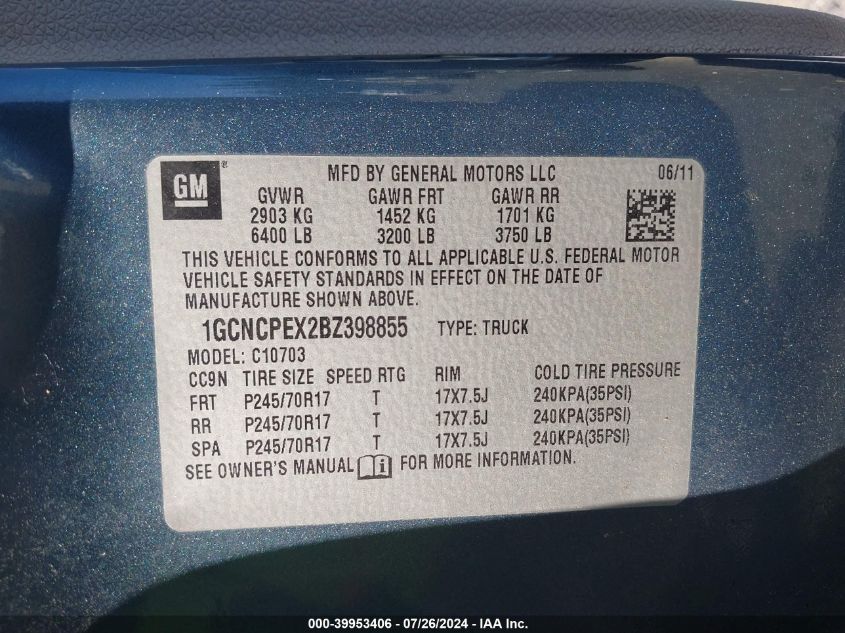 GM® MFD BY GENERAL MOTORS LLC 06/11
GVWR GAWR FRT GAWR RR
2903 KG 1452 KG 1701 KG
6400 LB 3200 LB 3750 LB
THIS VEHICLE CONFORMS TO ALL APPLICABLE U.S. FEDERAL MOTOR
VEHICLE SAFETY STANDARDS IN EFFECT ON THE DATE OF
MANUFACTURE SHOWN ABOVE.
1GCNCPEX2BZ398855 TYPE: TRUCK
MODEL: C10703
CC9N TIRE SIZE SPEED RTG RIM COLD TIRE PRESSURE
FRT P245/70R17 T 17X7.5J 240KPA(35PSI)
RR P245/70R17 T 17X7.5J 240KPA(35PSI)
SPA P245/70R17 T 17X7.5J 240KPA(35PSI)
SEE OWNER'S MANUAL i FOR MORE INFORMATION.
000-39953406 - 07/26/2024 - IAA Inc.